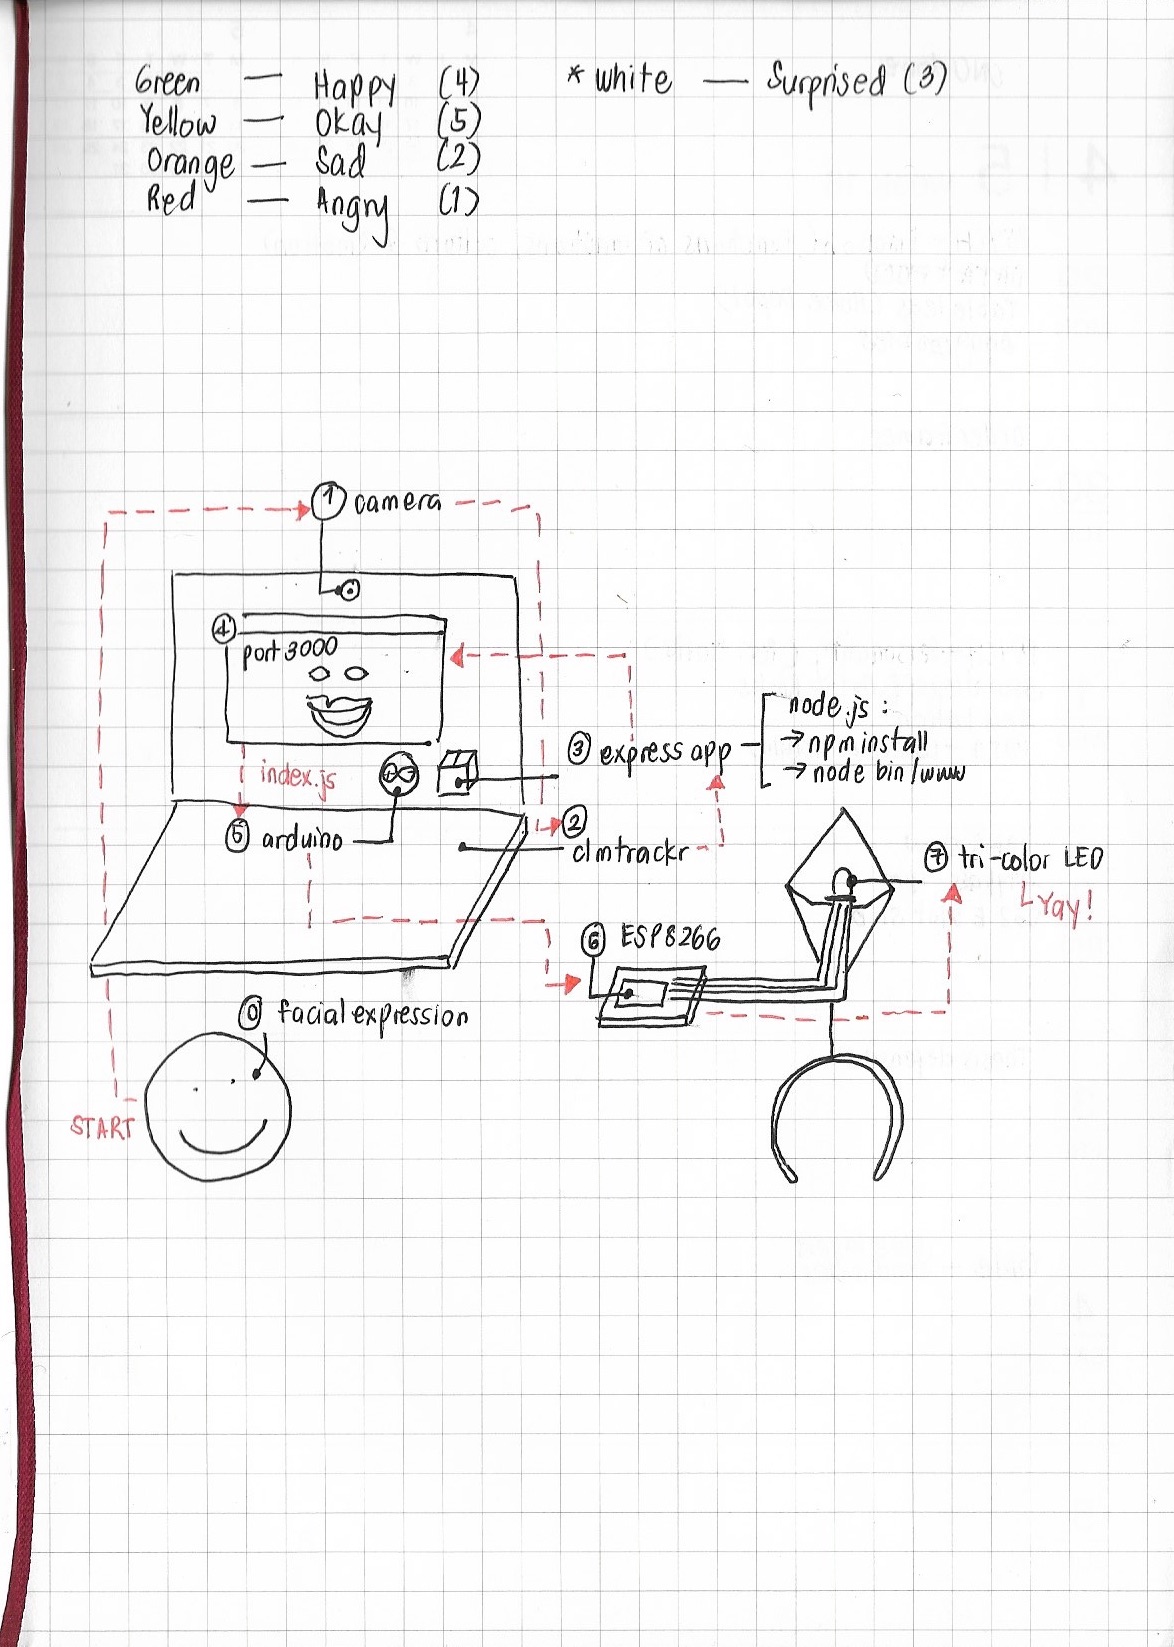 Green — Happy (4) * White — Surprised (3)
Yellow — Okay (5)
Orange — Sad (2)
Red — Angry (1)
1 camera
4
port 3000
node.js :
3 express app
→ npm install
→ node bin/www
index.js
2
5 arduino
clmtrackr
7 tri-color LED
Yay!
6 ESP8266
0 facial expression
START